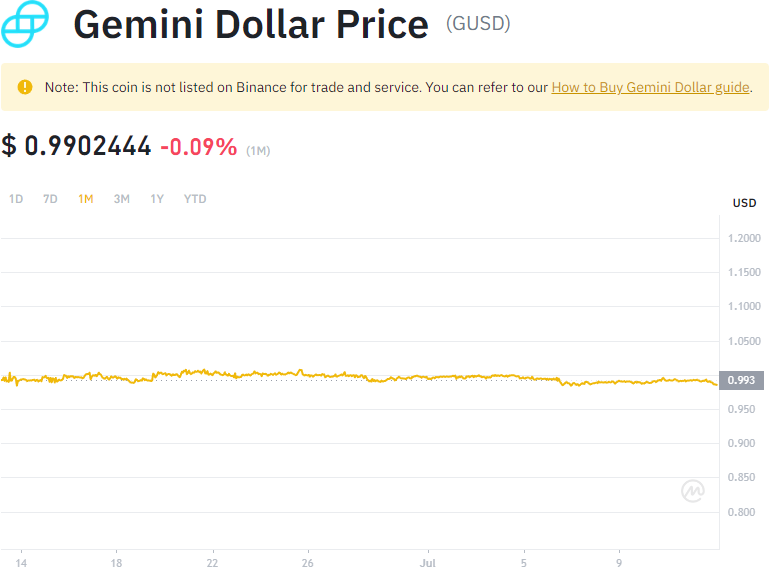 Gemini Dollar Price (GUSD)
Note: This coin is not listed on Binance for trade and service. You can refer to our How to Buy Gemini Dollar guide.
$ 0.9902444 -0.09% (1M)
1D 7D 1M 3M 1Y YTD
USD
1.2000
1.1500
1.1000
1.0500
0.993
0.950
0.900
0.850
0.800
14 18 22 26 Jul 5 9